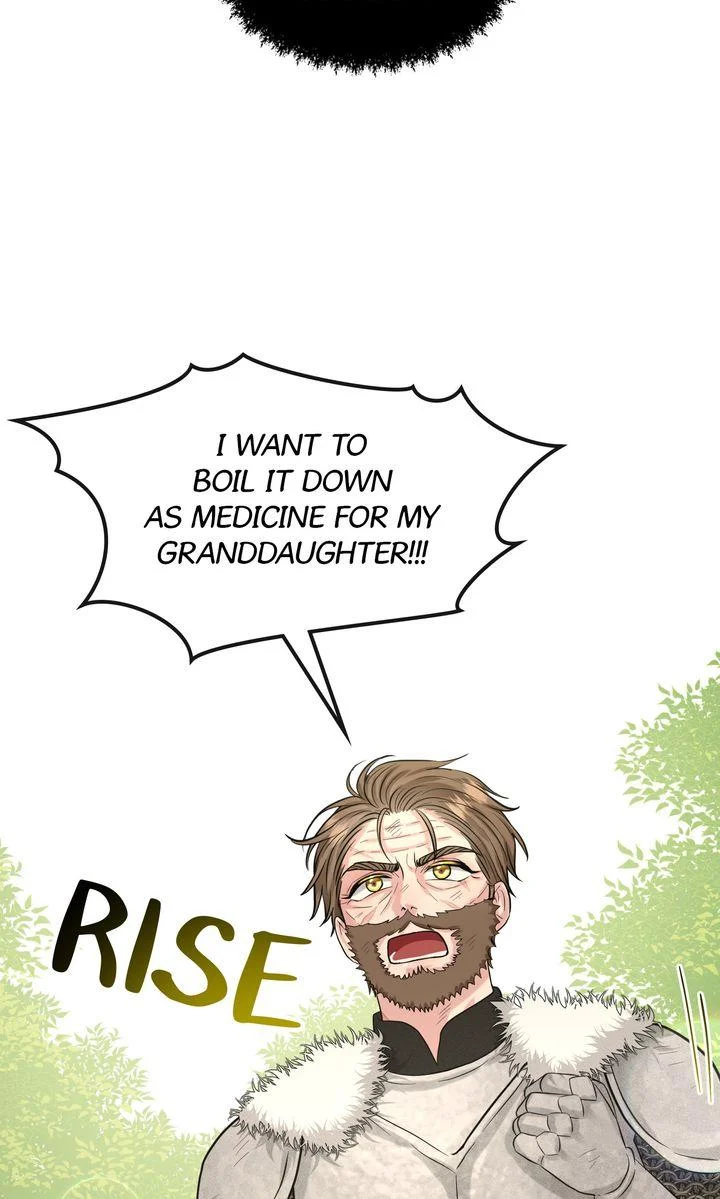 I WANT TO
BOIL IT DOWN
AS MEDICINE FOR MY
GRANDDAUGHTER!!!
RISE